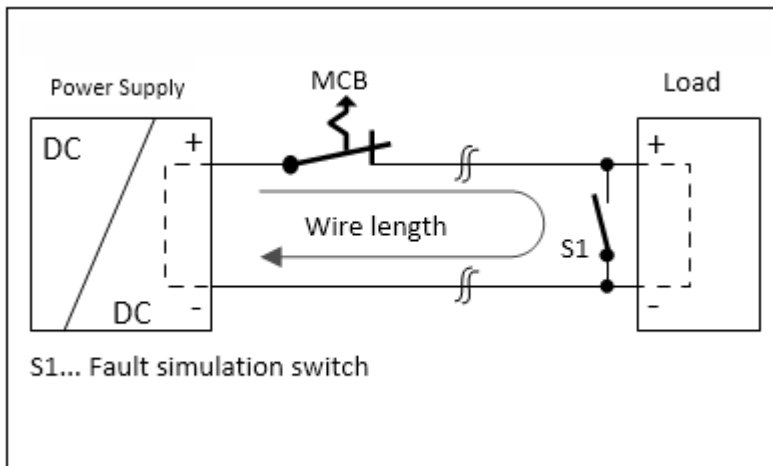 MCB
Power Supply
Load
DC
+
+
Wire length
S1
DC
-
-
S1... Fault simulation switch